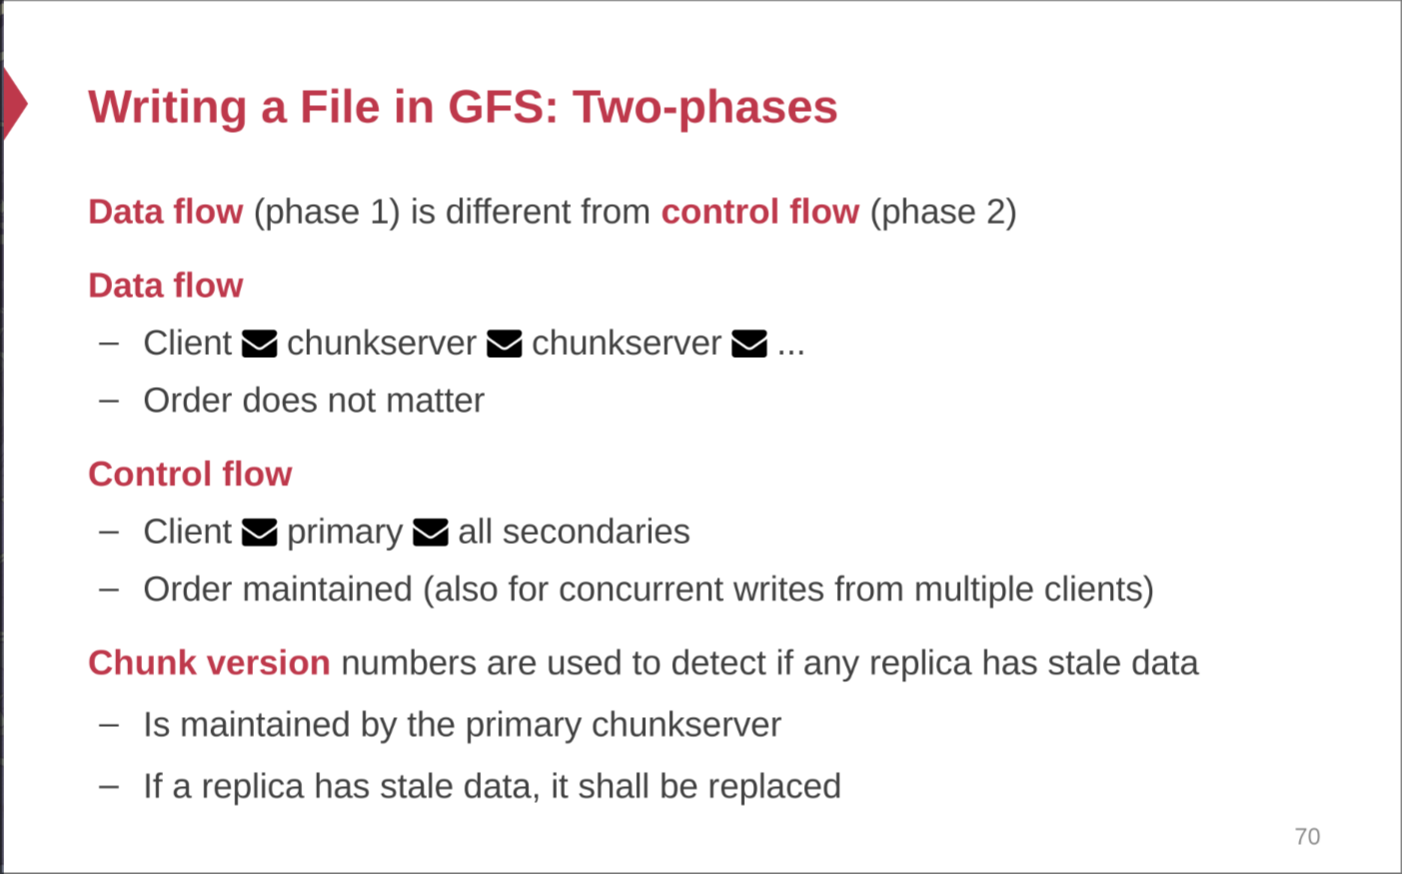 Writing a File in GFS: Two-phases
Data flow (phase 1) is different from control flow (phase 2)
Data flow
– Client ✉ chunkserver ✉ chunkserver ✉ ...
– Order does not matter
Control flow
– Client ✉ primary ✉ all secondaries
– Order maintained (also for concurrent writes from multiple clients)
Chunk version numbers are used to detect if any replica has stale data
– Is maintained by the primary chunkserver
– If a replica has stale data, it shall be replaced
70